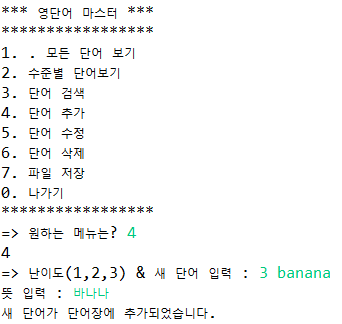 *** 영단어 마스터 ***
*****************
1. . 모든 단어 보기
2. 수준별 단어보기
3. 단어 검색
4. 단어 추가
5. 단어 수정
6. 단어 삭제
7. 파일 저장
0. 나가기
*****************
=> 원하는 메뉴는? 4
4
=> 난이도(1,2,3) & 새 단어 입력 : 3 banana
뜻 입력 : 바나나
새 단어가 단어장에 추가되었습니다.